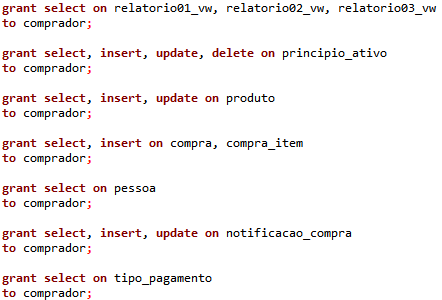 grant select on relatorio01_vw, relatorio02_vw, relatorio03_vw
to comprador;
grant select, insert, update, delete on principio_ativo
to comprador;
grant select, insert, update on produto
to comprador;
grant select, insert on compra, compra_item
to comprador;
grant select on pessoa
to comprador;
grant select, insert, update on notificacao_compra
to comprador;
grant select on tipo_pagamento
to comprador;